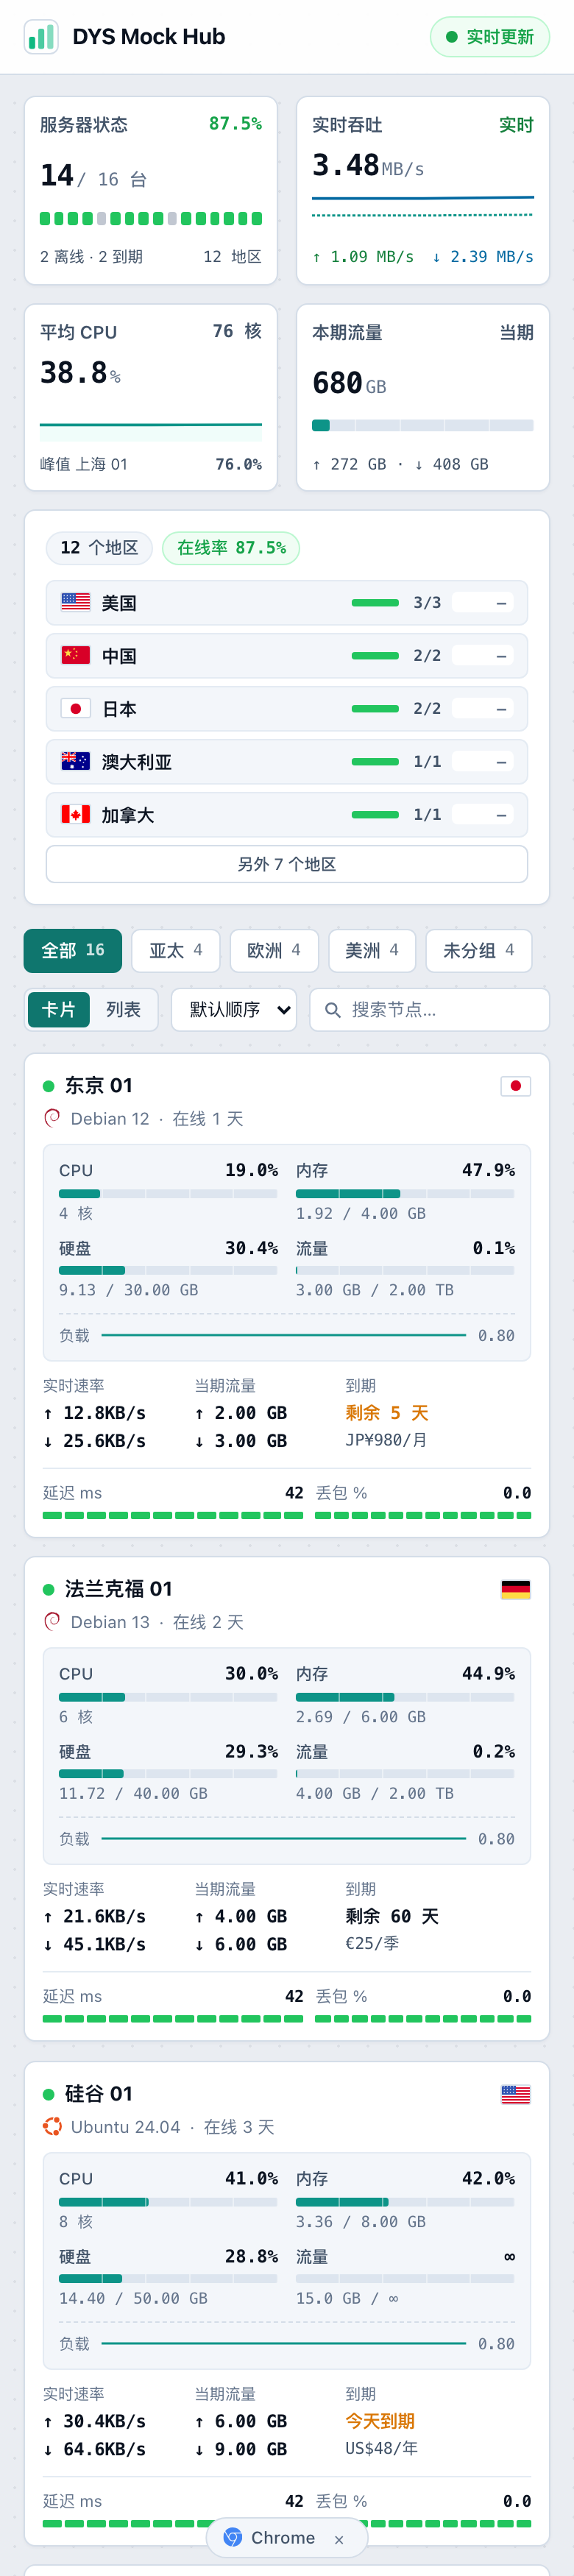 DYS Mock Hub
实时更新
服务器状态 87.5%
14 / 16 台
2 离线 · 2 到期 12 地区
实时吞吐 实时
3.48 MB/s
↑ 1.09 MB/s ↓ 2.39 MB/s
平均 CPU 76 核
38.8 %
峰值 上海 01 76.0%
本期流量 当期
680 GB
↑ 272 GB · ↓ 408 GB
12 个地区 在线率 87.5%
美国 3/3 —
中国 2/2 —
日本 2/2 —
澳大利亚 1/1 —
加拿大 1/1 —
另外 7 个地区
全部 16 亚太 4 欧洲 4 美洲 4 未分组 4
卡片 列表 默认顺序 搜索节点...
东京 01
Debian 12 · 在线 1 天
CPU 19.0% 内存 47.9%
4 核 1.92 / 4.00 GB
硬盘 30.4% 流量 0.1%
9.13 / 30.00 GB 3.00 GB / 2.00 TB
负载 0.80
实时速率 当期流量 到期
↑ 12.8KB/s ↑ 2.00 GB 剩余 5 天
↓ 25.6KB/s ↓ 3.00 GB JP¥980/月
延迟 ms 42 丢包 % 0.0
法兰克福 01
Debian 13 · 在线 2 天
CPU 30.0% 内存 44.9%
6 核 2.69 / 6.00 GB
硬盘 29.3% 流量 0.2%
11.72 / 40.00 GB 4.00 GB / 2.00 TB
负载 0.80
实时速率 当期流量 到期
↑ 21.6KB/s ↑ 4.00 GB 剩余 60 天
↓ 45.1KB/s ↓ 6.00 GB €25/季
延迟 ms 42 丢包 % 0.0
硅谷 01
Ubuntu 24.04 · 在线 3 天
CPU 41.0% 内存 42.0%
8 核 3.36 / 8.00 GB
硬盘 28.8% 流量 ∞
14.40 / 50.00 GB 15.0 GB / ∞
负载 0.80
实时速率 当期流量 到期
↑ 30.4KB/s ↑ 6.00 GB 今天到期
↓ 64.6KB/s ↓ 9.00 GB US$48/年
延迟 ms 42 丢包 % 0.0
Chrome ×